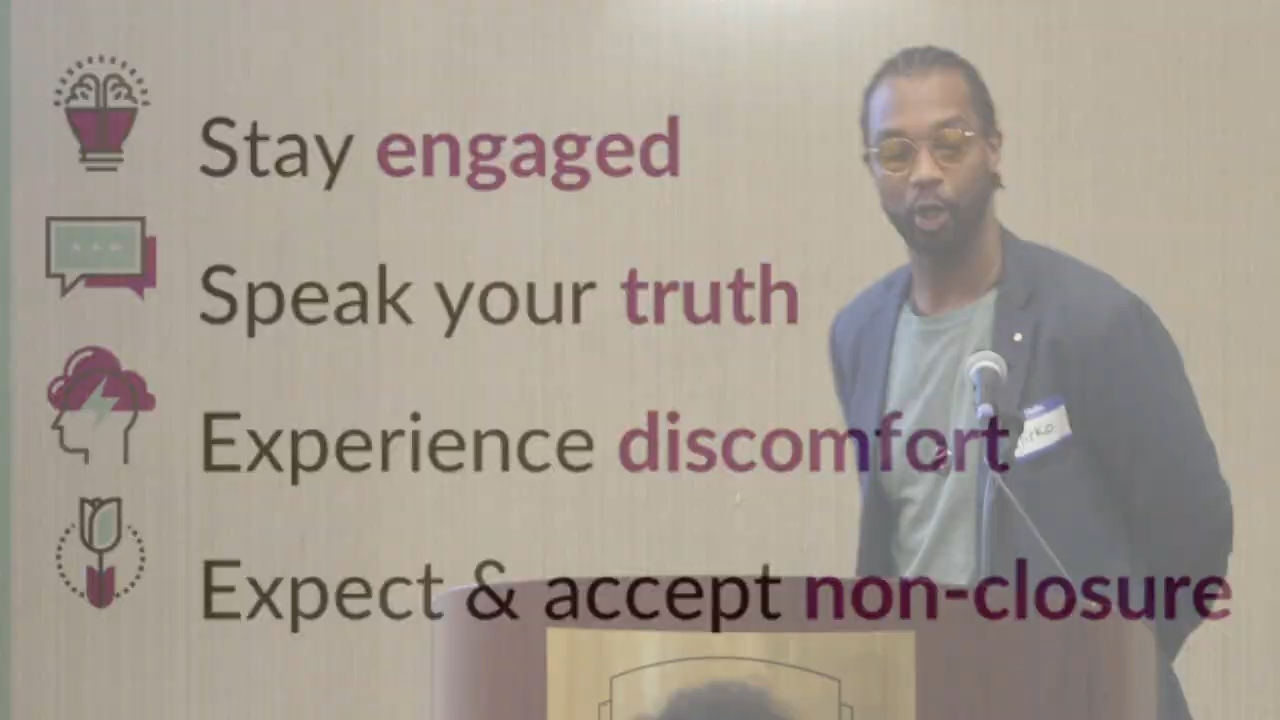 Stay engaged
Speak your truth
Experience discomfort
Expect & accept non-closure